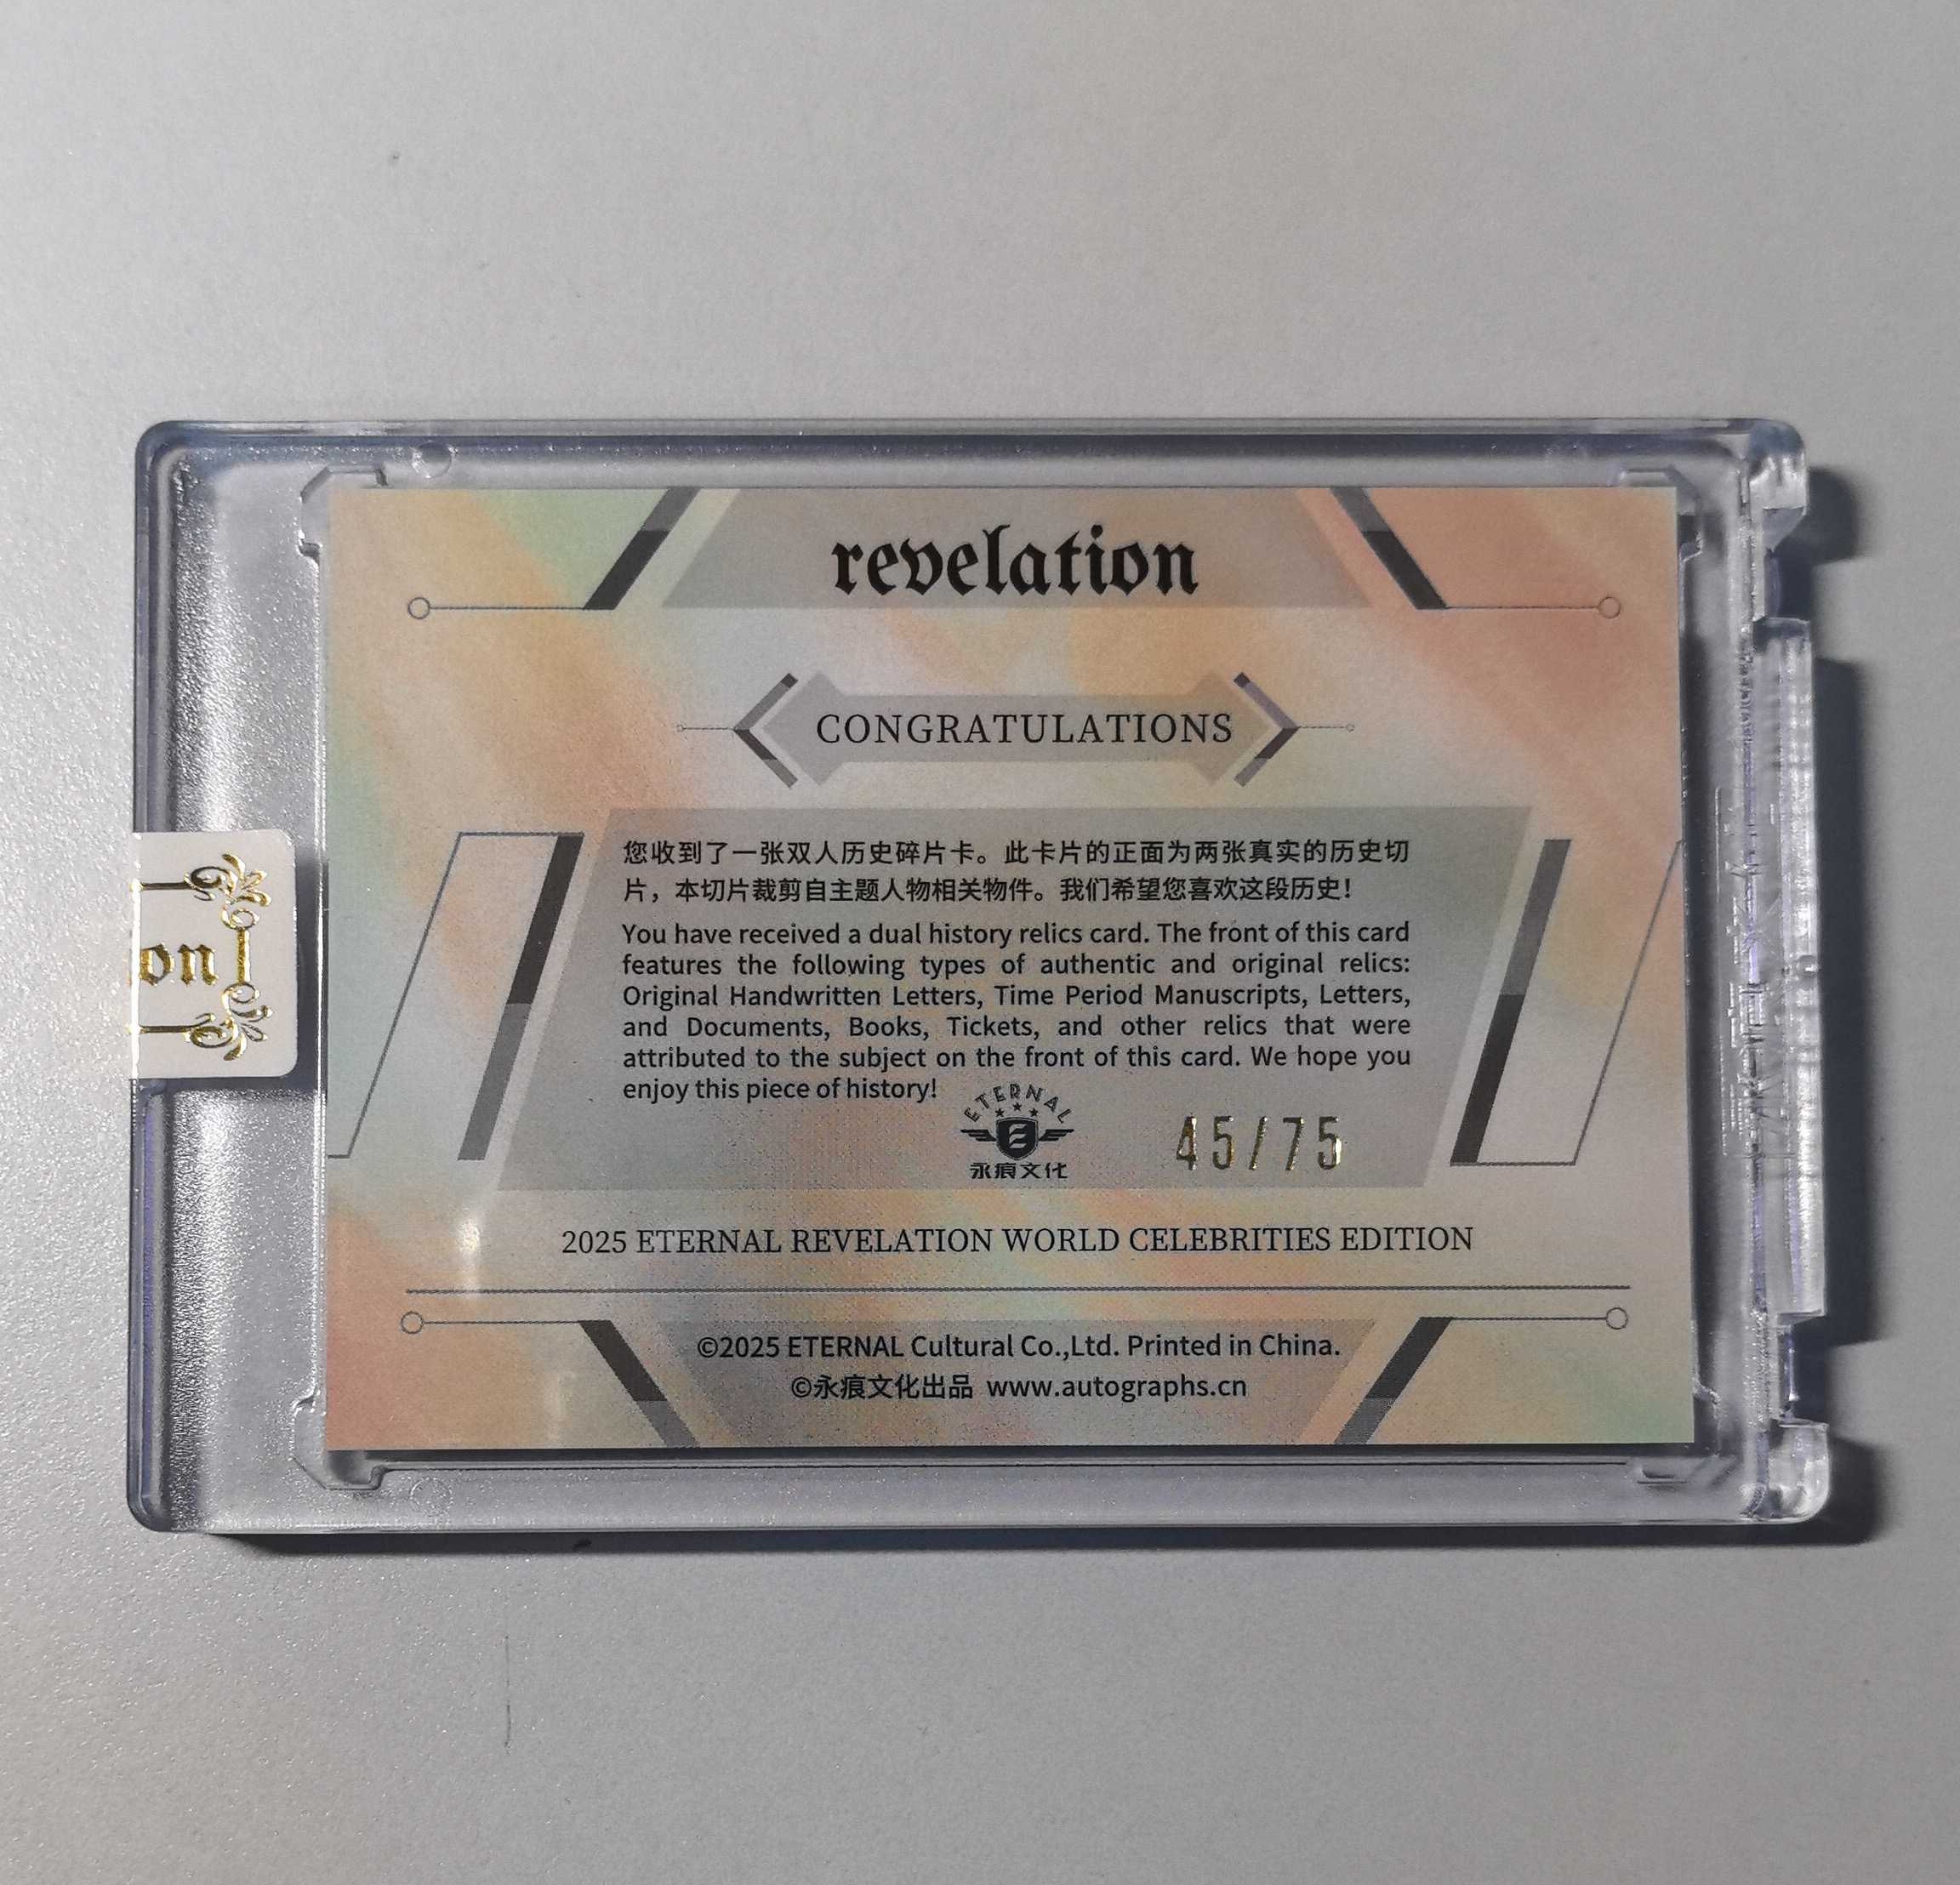 revelation
CONGRATULATIONS
您收到了一张双人历史碎片卡。此卡片的正面为两张真实的历史切
片，本切片裁剪自主题人物相关物件。我们希望您喜欢这段历史！
You have received a dual history relics card. The front of this card
features the following types of authentic and original relics:
Original Handwritten Letters, Time Period Manuscripts, Letters,
and Documents, Books, Tickets, and other relics that were
attributed to the subject on the front of this card. We hope you
enjoy this piece of history!
on
ETERNAL
永痕文化
45/75
2025 ETERNAL REVELATION WORLD CELEBRITIES EDITION
©2025 ETERNAL Cultural Co.,Ltd. Printed in China.
©永痕文化出品 www.autographs.cn